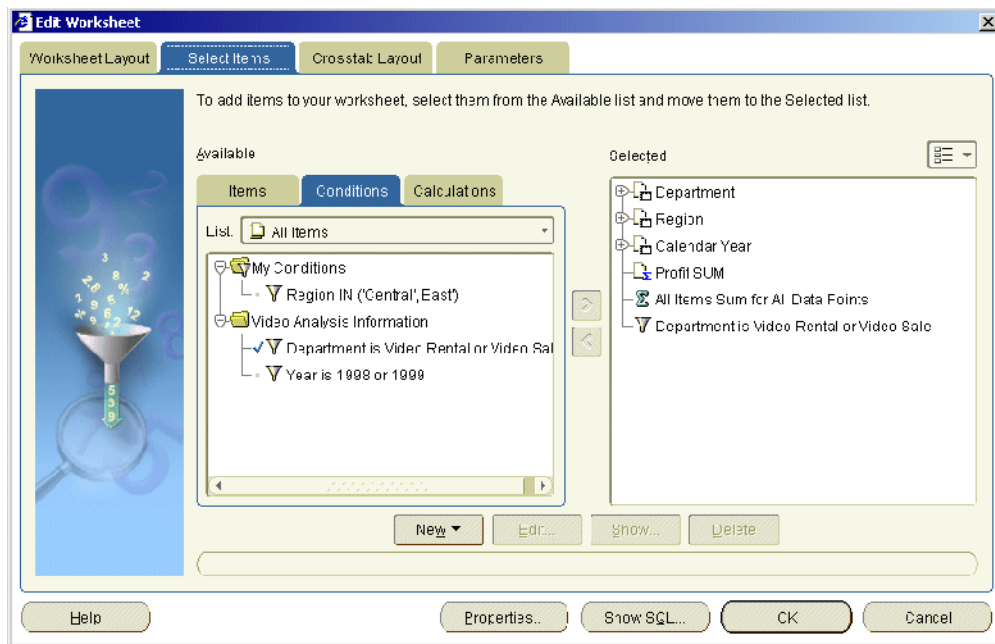 Edit Worksheet
Worksheet Layout Select Items Crosstab Layout Parameters
To add items to your worksheet, select them from the Available list and move them to the Selected list.
Available
Selected
Items Conditions Calculations
List: All Items
My Conditions
Region IN ('Central','East')
Video Analysis Information
Department is Video Rental or Video Sal
Year is 1998 or 1999
Department
Region
Calendar Year
Profit SUM
All Items Sum for All Data Points
Department is Video Rental or Video Sale
New Edit... Show... Delete
Help Properties... Show SQL... OK Cancel